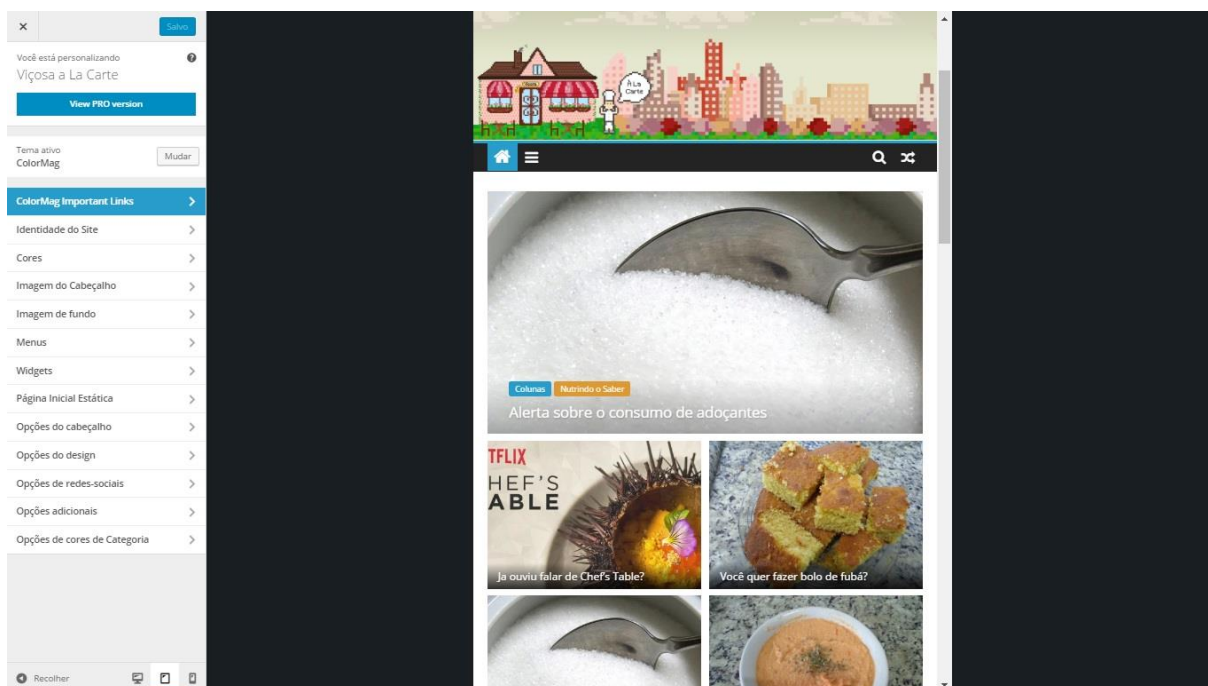 Salvo
Você está personalizando
Viçosa a La Carte
View PRO version
Tema ativo
ColorMag
Mudar
ColorMag Important Links
Identidade do Site
Cores
Imagem do Cabeçalho
Imagem de fundo
Menus
Widgets
Página Inicial Estática
Opções do cabeçalho
Opções do design
Opções de redes-sociais
Opções adicionais
Opções de cores de Categoria
Recolher
À La
Carte
Colunas Nutrindo o Saber
Alerta sobre o consumo de adoçantes
TFLIX
HEF'S
ABLE
Ja ouviu falar de Chef's Table?
Você quer fazer bolo de fubá?